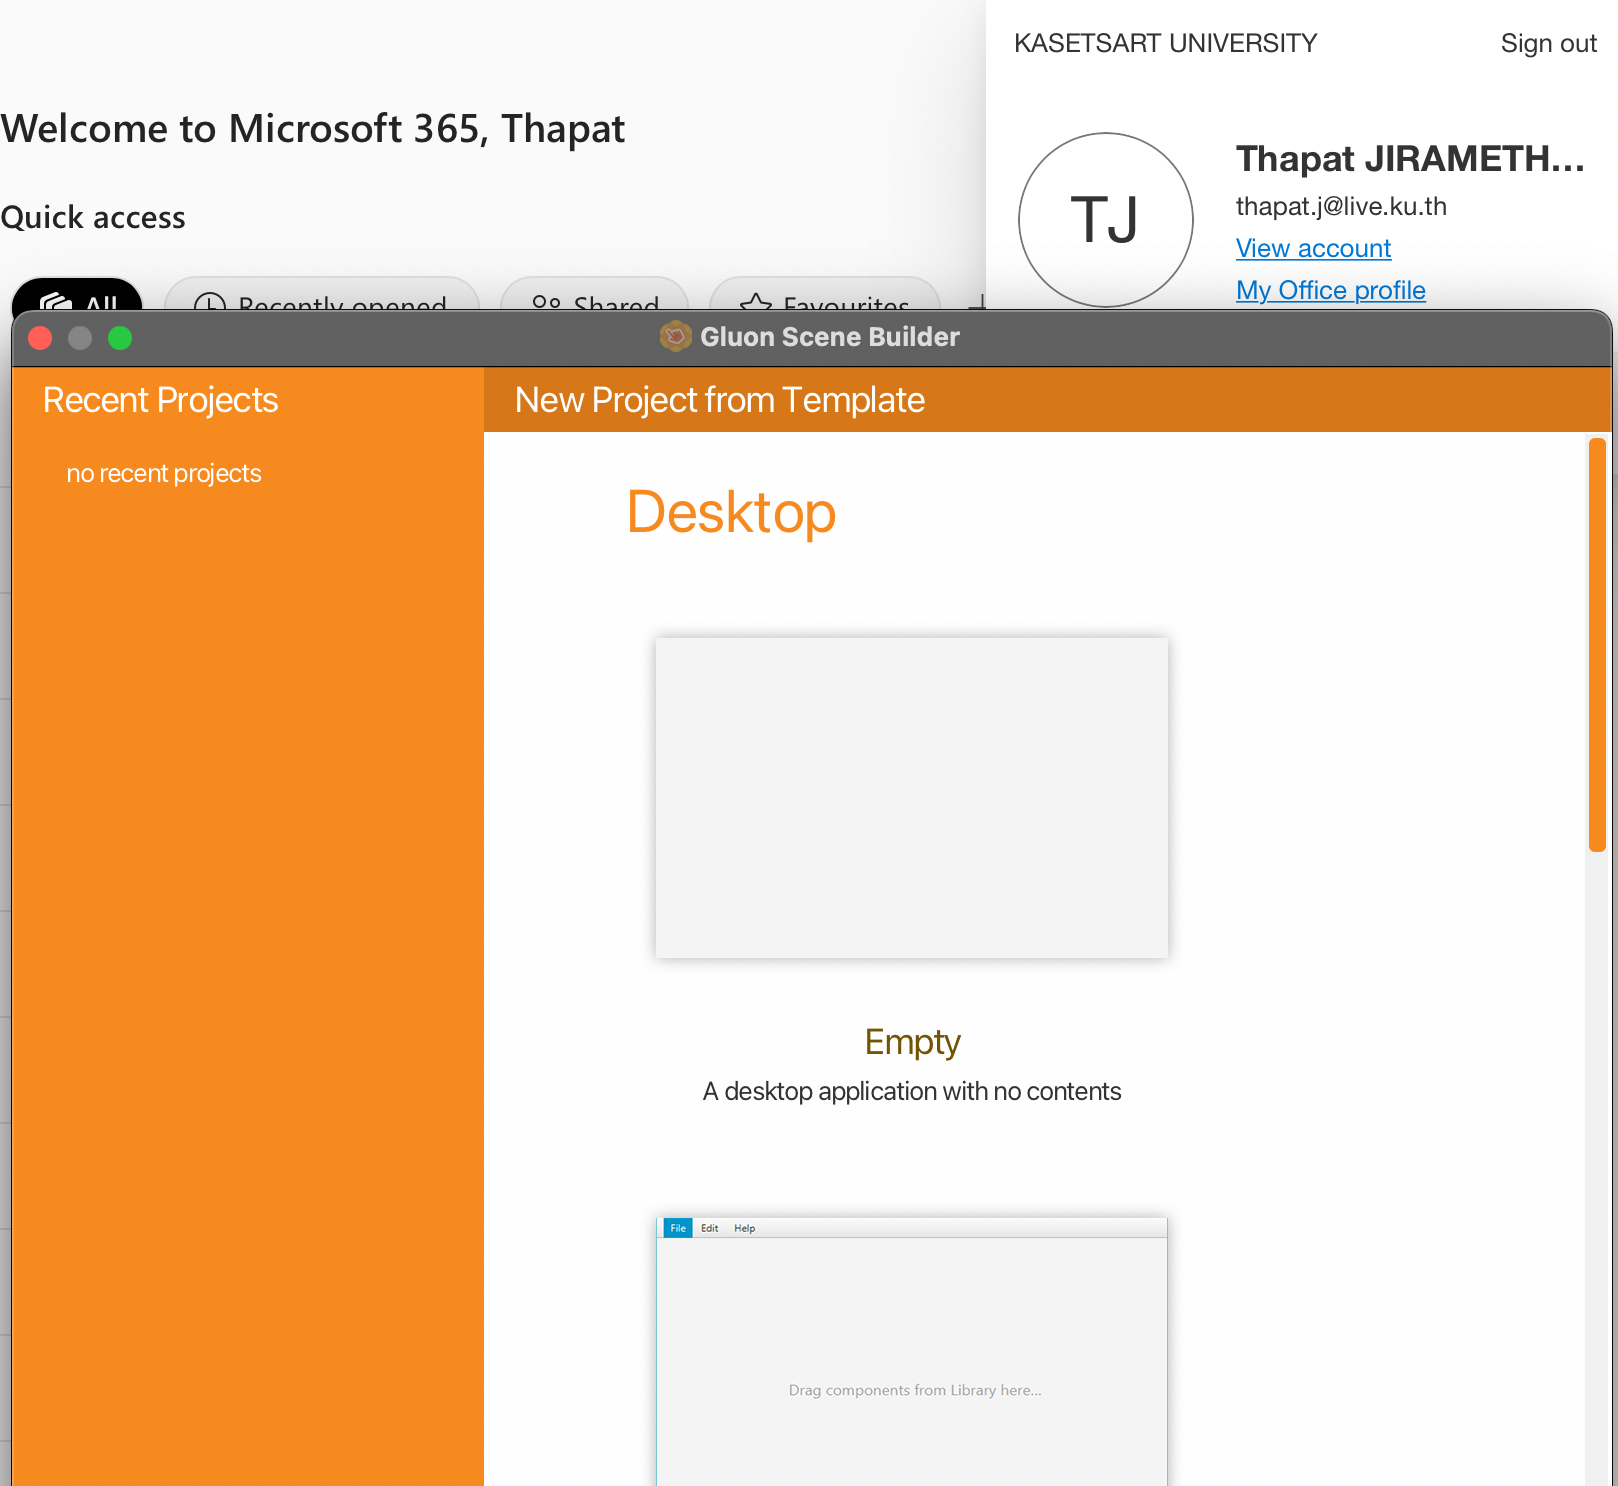 KASETSART UNIVERSITY
Sign out
Welcome to Microsoft 365, Thapat
Thapat JIRAMETH...
thapat.j@live.ku.th
View account
My Office profile
Quick access
All
Recently opened
Shared
Favourites
Gluon Scene Builder
Recent Projects
no recent projects
New Project from Template
Desktop
Empty
A desktop application with no contents
File Edit Help
Drag components from Library here...
TJ